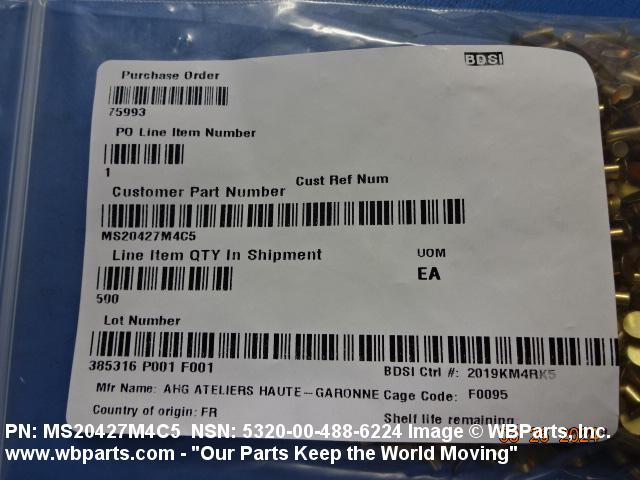 BDSI
Purchase Order
75993
PO Line Item Number
1
Cust Ref Num
Customer Part Number
MS20427M4C5
Line Item QTY In Shipment
UOM
EA
500
Lot Number
385316 P001 F001
BDSI Ctrl #: 2019KM4RK5
Mfr Name: AHG ATELIERS HAUTE-GARONNE Cage Code: F0095
Country of origin: FR
Shelf life remaining
PN: MS20427M4C5 NSN: 5320-00-488-6224 Image © WBParts, Inc.
www.wbparts.com - "Our Parts Keep the World Moving"